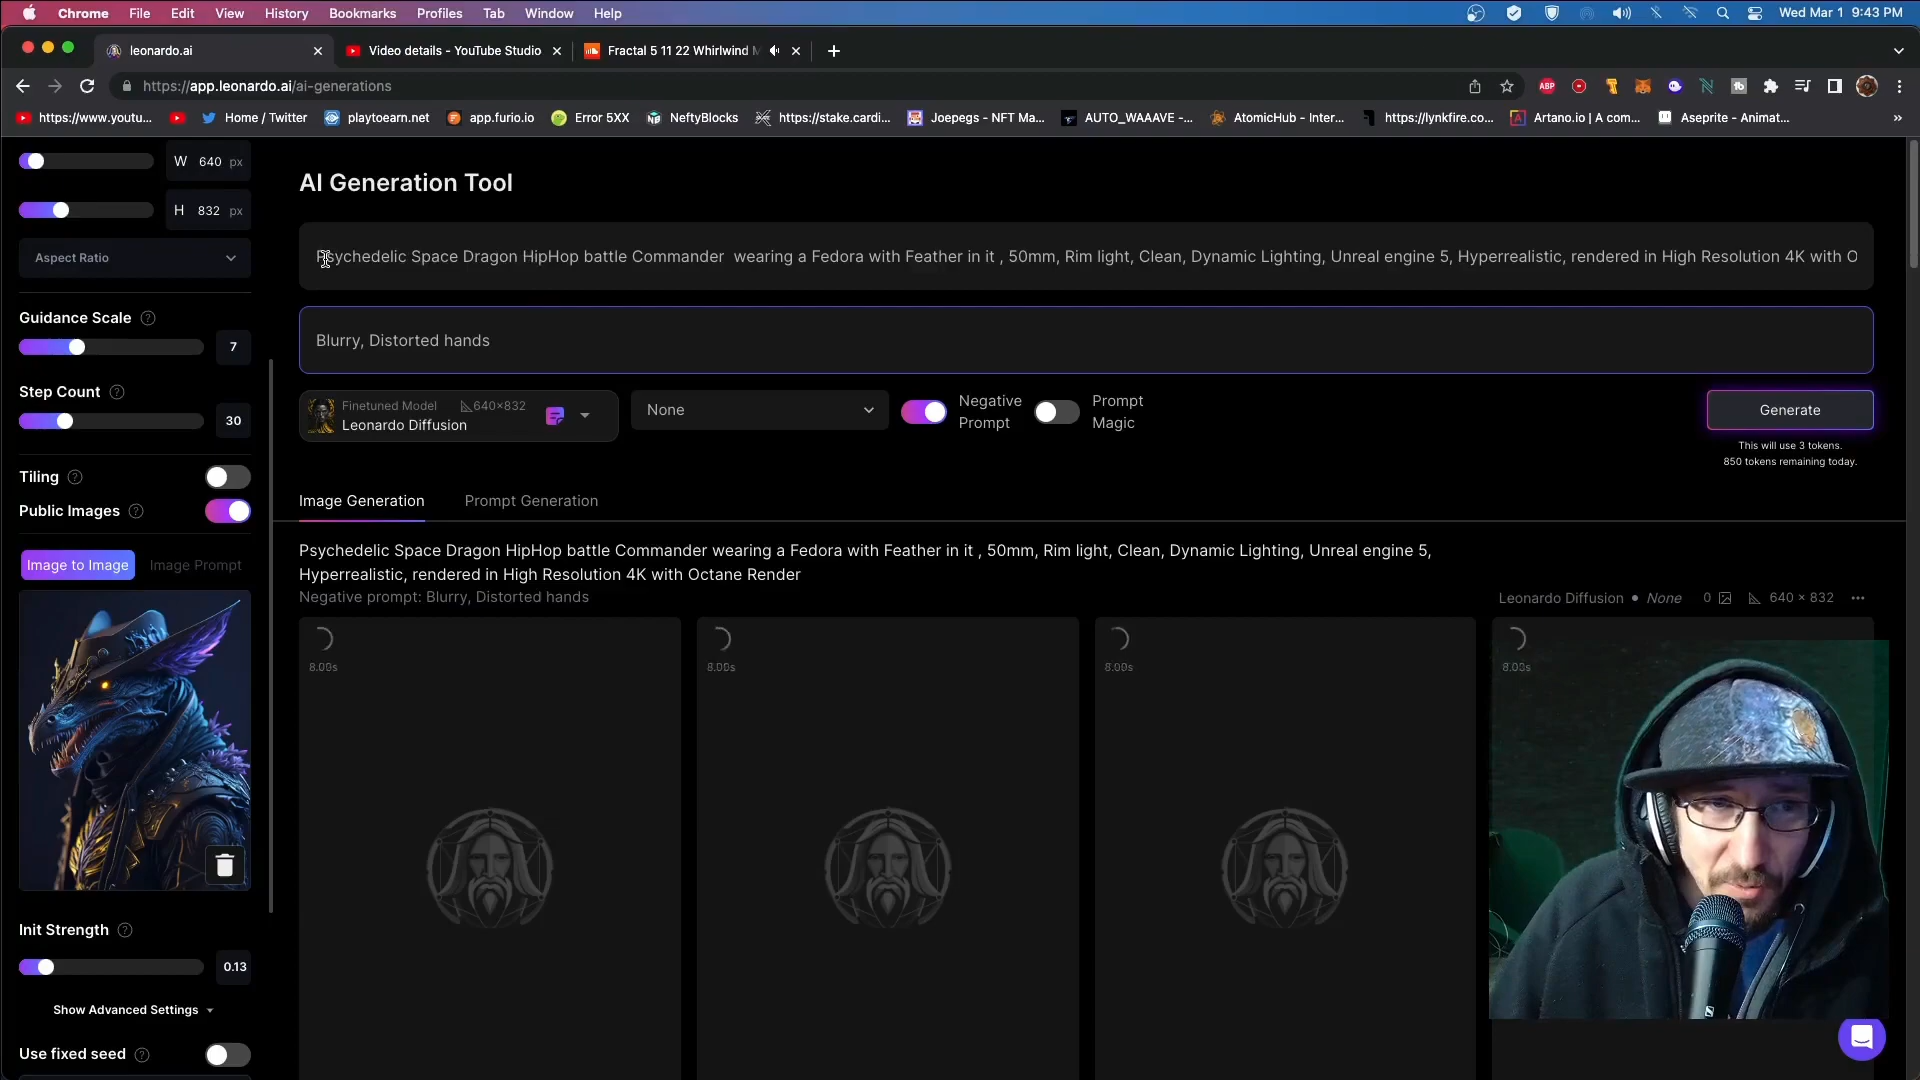 Chrome File Edit View History Bookmarks Profiles Tab Window Help Wed Mar 1 9:43 PM
leonardo.ai Video details - YouTube Studio Fractal 5 11 22 Whirlwind
https://app.leonardo.ai/ai-generations ABP
https://www.youtu... Home / Twitter playtoearn.net app.furio.io Error 5XX NeftyBlocks https://stake.cardi... Joepegs - NFT Ma... AUTO_WAAAVE -... AtomicHub - Inter... https://lynkfire.co... Artano.io | A com... Aseprite - Animat... »
W 640 px
H 832 px
Aspect Ratio
Guidance Scale ?
7
Step Count ?
30
Tiling ?
Public Images ?
Image to Image Image Prompt
Init Strength ?
0.13
Show Advanced Settings
Use fixed seed ?
AI Generation Tool
Psychedelic Space Dragon HipHop battle Commander wearing a Fedora with Feather in it , 50mm, Rim light, Clean, Dynamic Lighting, Unreal engine 5, Hyperrealistic, rendered in High Resolution 4K with O
Blurry, Distorted hands
Finetuned Model 640×832
Leonardo Diffusion
None
Negative
Prompt
Prompt
Magic
Generate
This will use 3 tokens.
850 tokens remaining today.
Image Generation Prompt Generation
Psychedelic Space Dragon HipHop battle Commander wearing a Fedora with Feather in it , 50mm, Rim light, Clean, Dynamic Lighting, Unreal engine 5,
Hyperrealistic, rendered in High Resolution 4K with Octane Render
Negative prompt: Blurry, Distorted hands
Leonardo Diffusion • None 0 640 × 832 •••